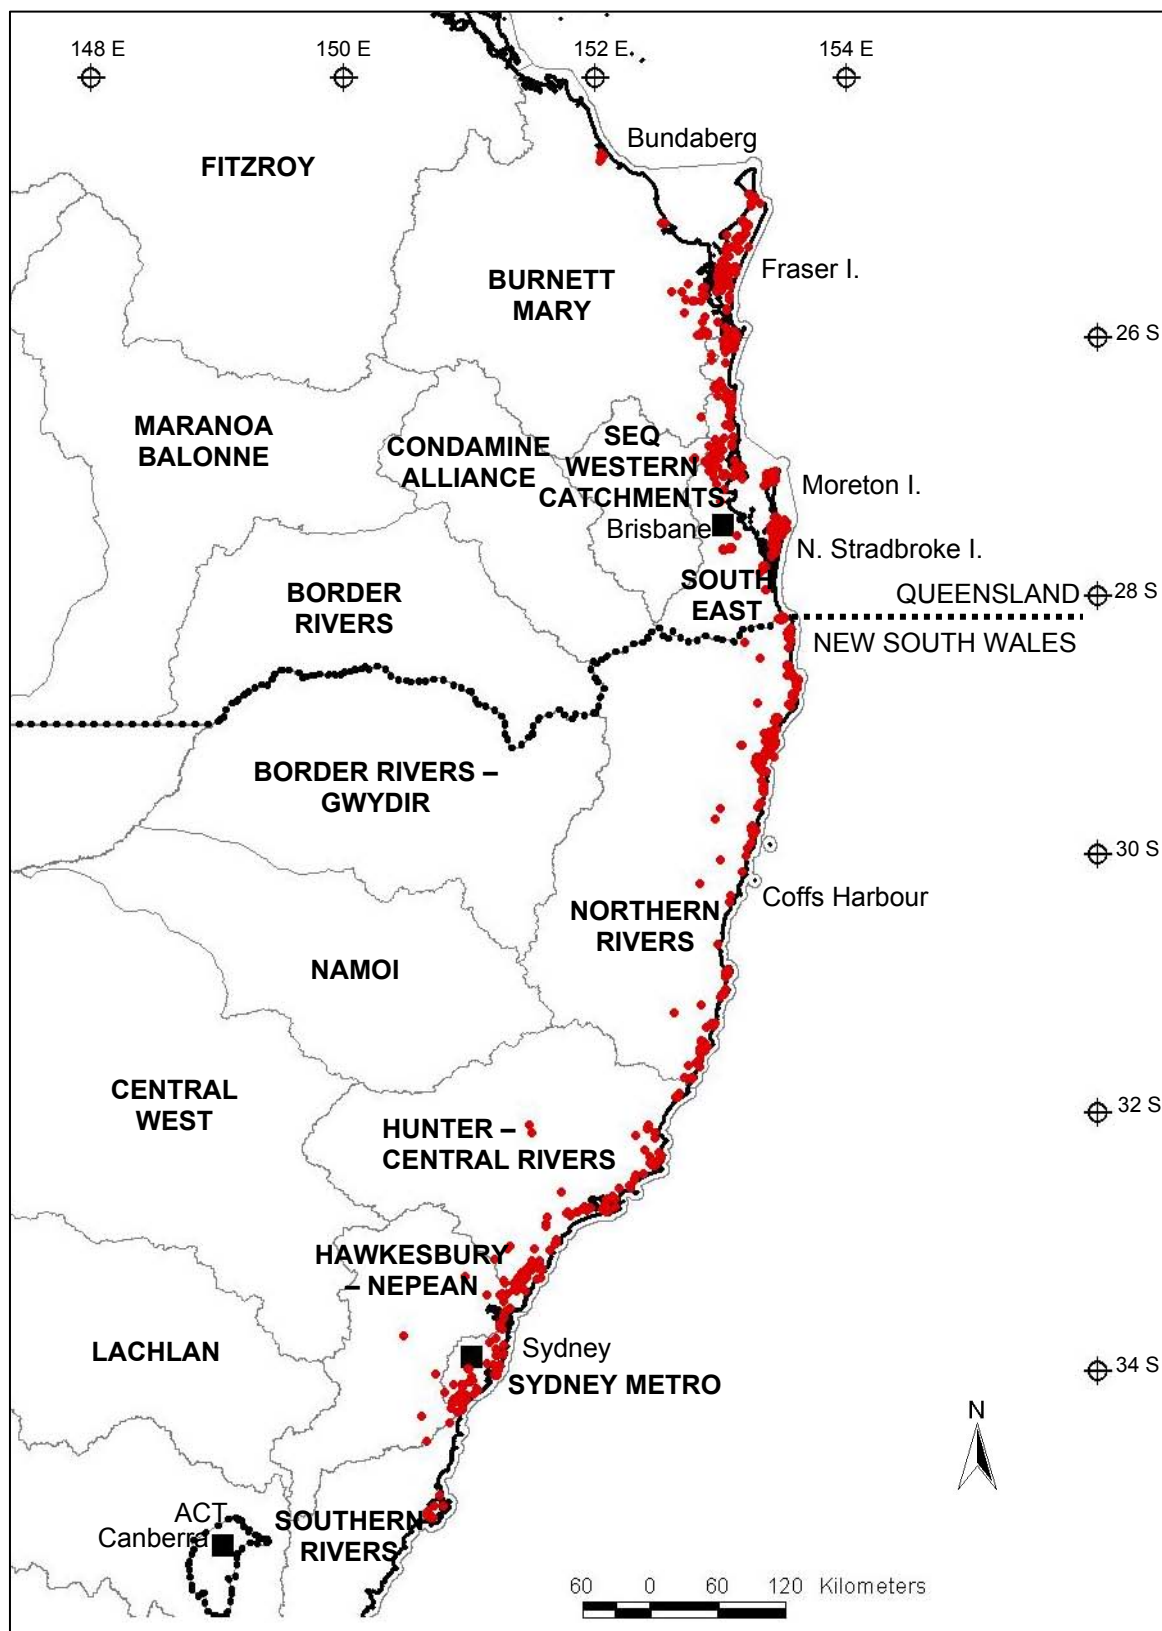 148 E
150 E
152 E
154 E
Bundaberg
FITZROY
Fraser I.
BURNETT
MARY
26 S
MARANOA
BALONNE
CONDAMINE
ALLIANCE
SEQ
WESTERN
CATCHMENTS
Moreton I.
Brisbane
N. Stradbroke I.
SOUTH
EAST
BORDER
RIVERS
QUEENSLAND
28 S
NEW SOUTH WALES
BORDER RIVERS –
GWYDIR
30 S
Coffs Harbour
NORTHERN
RIVERS
NAMOI
CENTRAL
WEST
32 S
HUNTER –
CENTRAL RIVERS
HAWKESBURY
– NEPEAN
LACHLAN
Sydney
SYDNEY METRO
34 S
N
ACT
Canberra
SOUTHERN
RIVERS
60 0 60 120 Kilometers